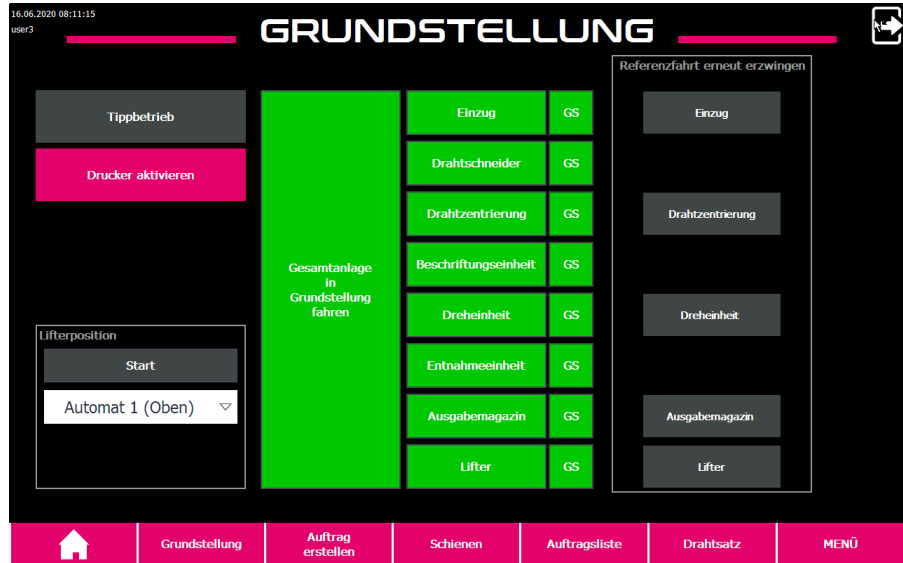 16.06.2020 08:11:15
user3
GRUNDSTELLUNG
Referenzfahrt erneut erzwingen
Tippbetrieb
Drucker aktivieren
Lifterposition
Start
Automat 1 (Oben)
Gesamtanlage
in
Grundstellung
fahren
Einzug GS
Drahtschneider GS
Drahtzentrierung GS
Beschriftungseinheit GS
Dreheinheit GS
Entnahmeeinheit GS
Ausgabemagazin GS
Lifter GS
Einzug
Drahtzentrierung
Dreheinheit
Ausgabemagazin
Lifter
Grundstellung
Auftrag
erstellen
Schienen
Auftragsliste
Drahtsatz
MENÜ